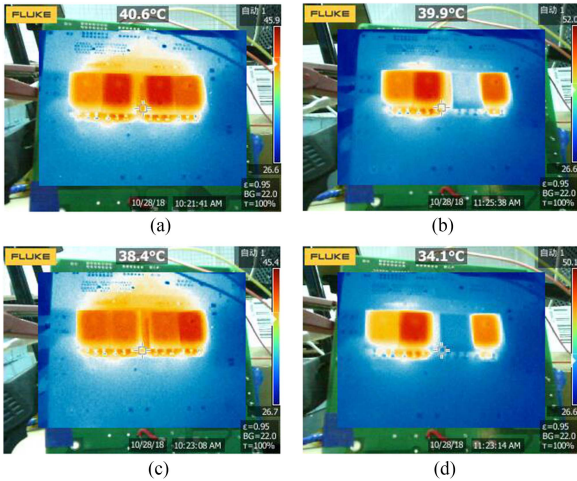 FLUKE 40.6°C 自动 1
45.9
26.6
ε=0.95
BG=22.0
τ=100%
10/28/18 10:21:41 AM
(a)
FLUKE 39.9°C 自动 1
52.0
26.6
ε=0.95
BG=22.0
τ=100%
10/28/18 11:25:38 AM
(b)
FLUKE 38.4°C 自动 1
45.4
26.7
ε=0.95
BG=22.0
τ=100%
10/28/18 10:23:08 AM
(c)
FLUKE 34.1°C 自动 1
50.1
26.6
ε=0.95
BG=22.0
τ=100%
10/28/18 11:23:14 AM
(d)